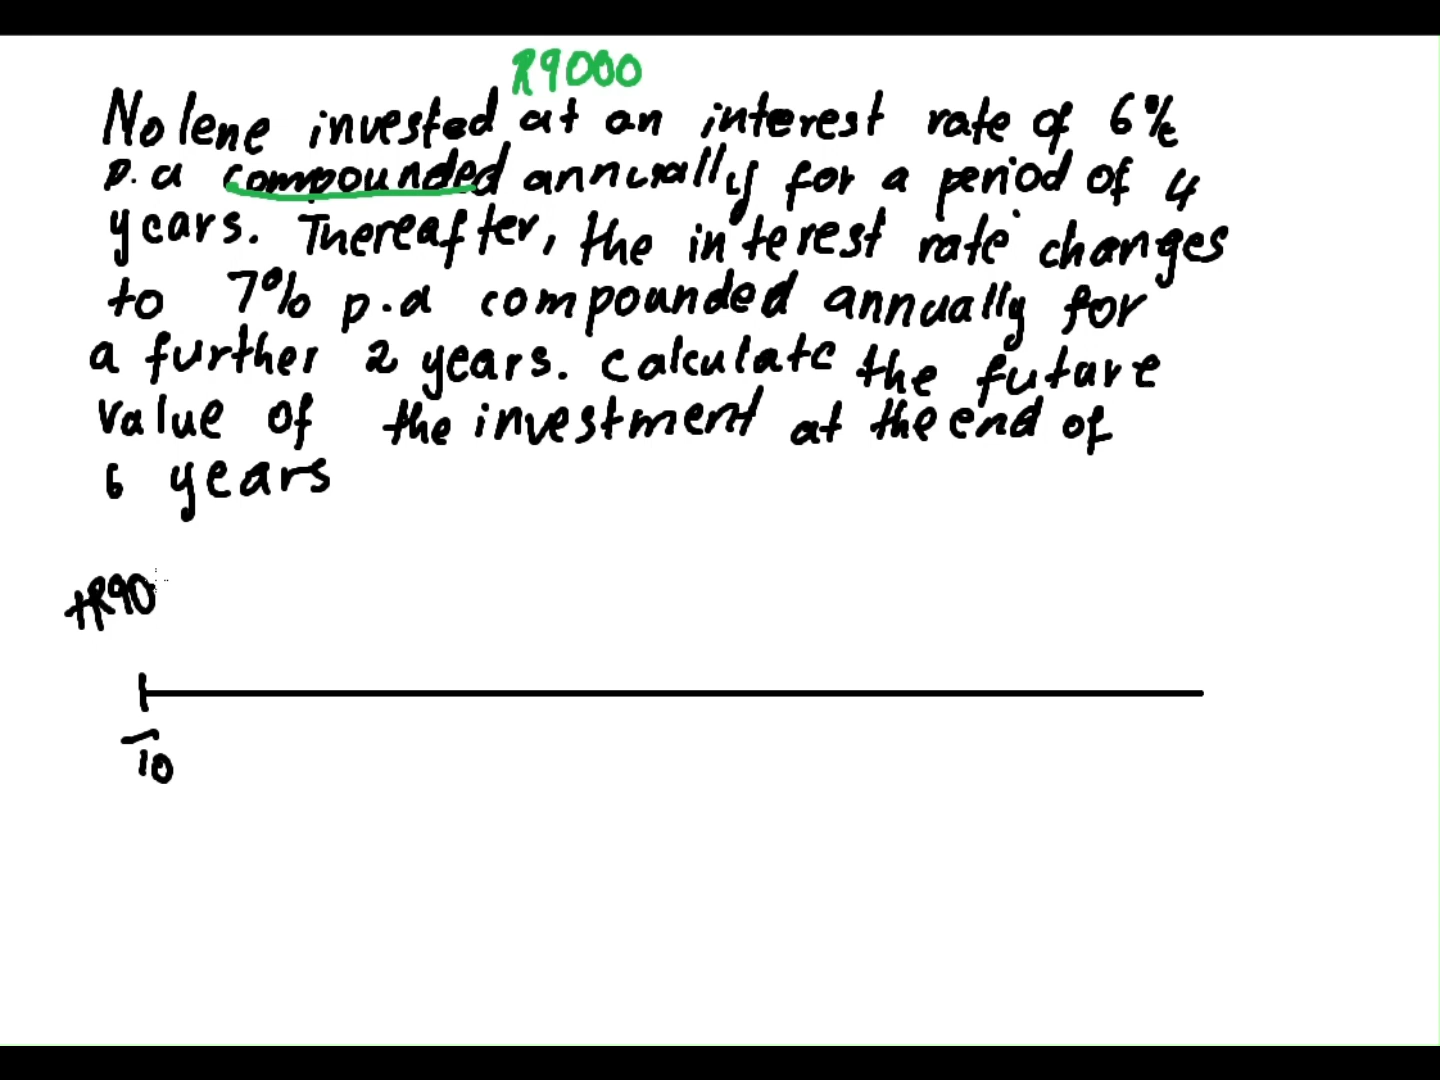 R9000
Nolene invested at an interest rate of 6%
p.a compounded annually for a period of 4
years. Thereafter, the interest rate changes
to 7% p.a compounded annually for
a further 2 years. Calculate the future
value of the investment at the end of
6 years
+R90
T0